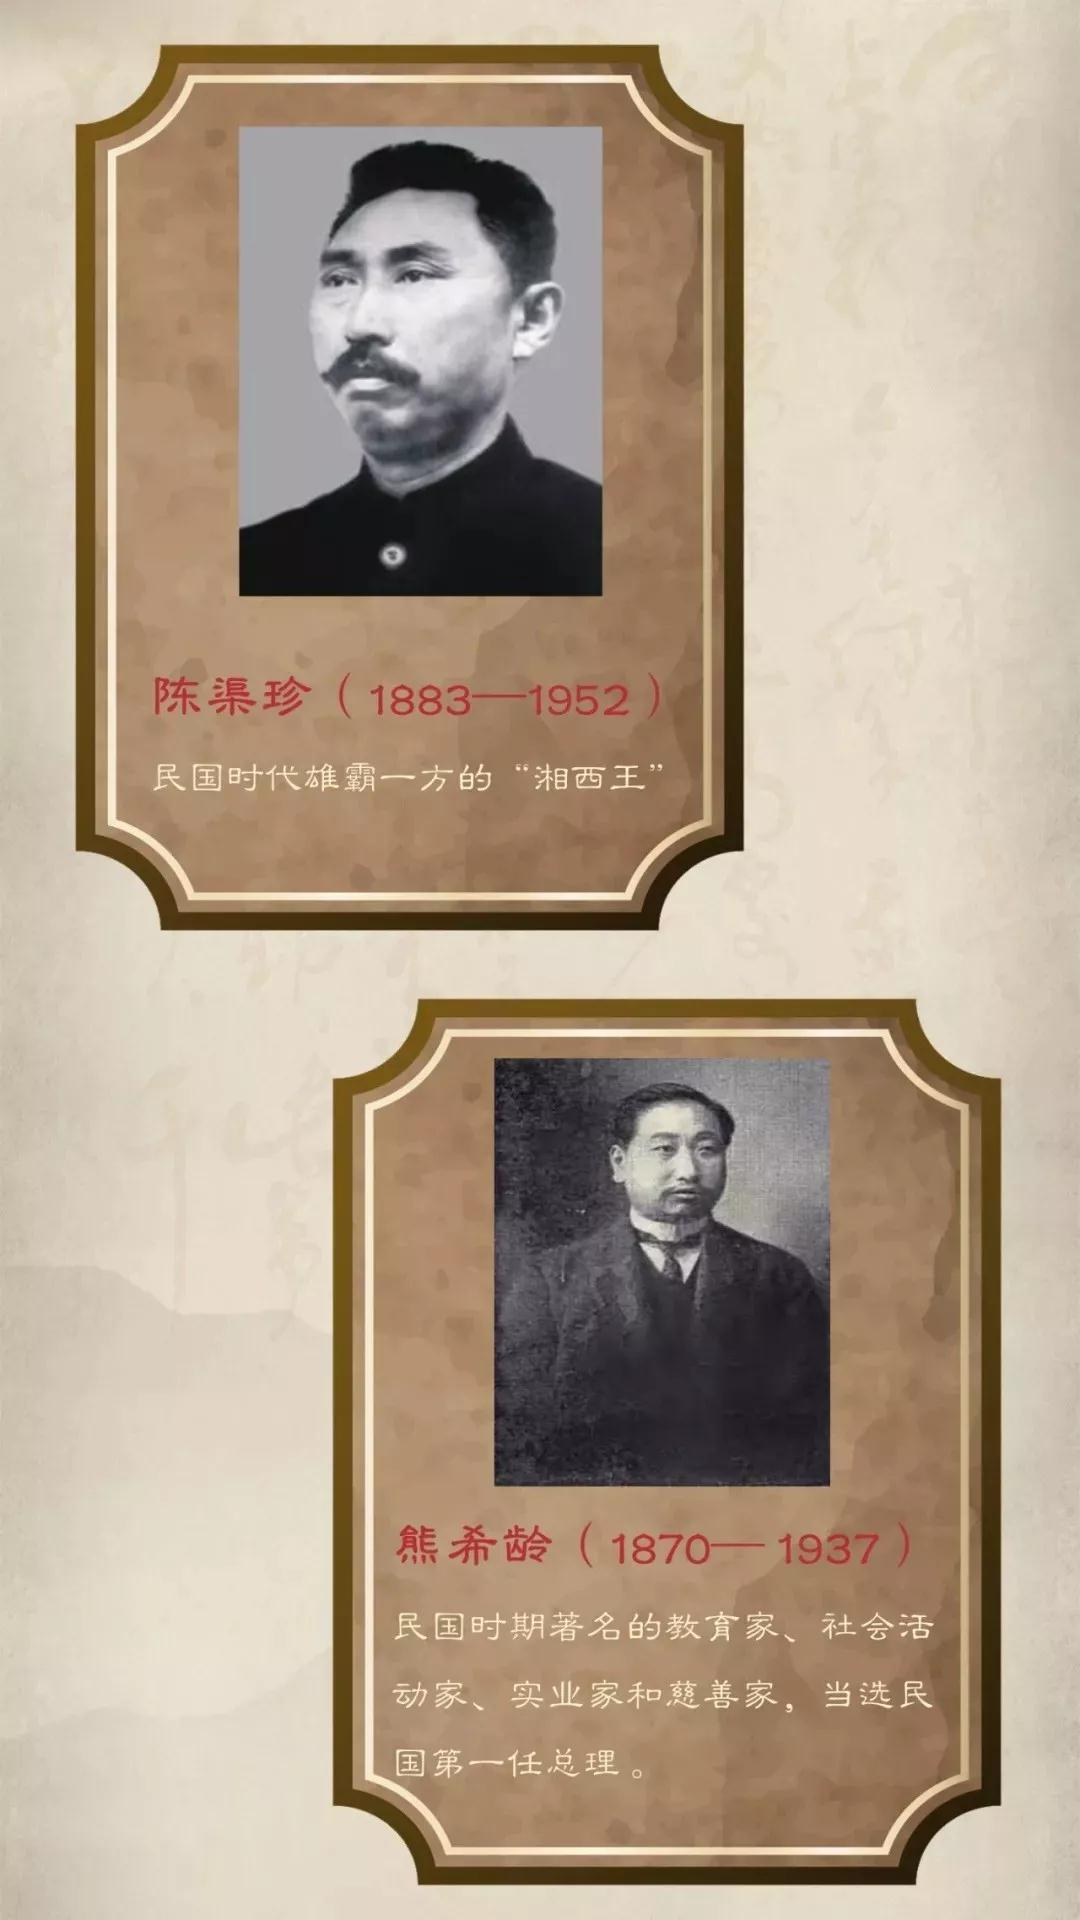 陈渠珍（1883—1952）
民国时代雄霸一方的“湘西王”
熊希龄（1870—1937）
民国时期著名的教育家、社会活
动家、实业家和慈善家，当选民
国第一任总理。